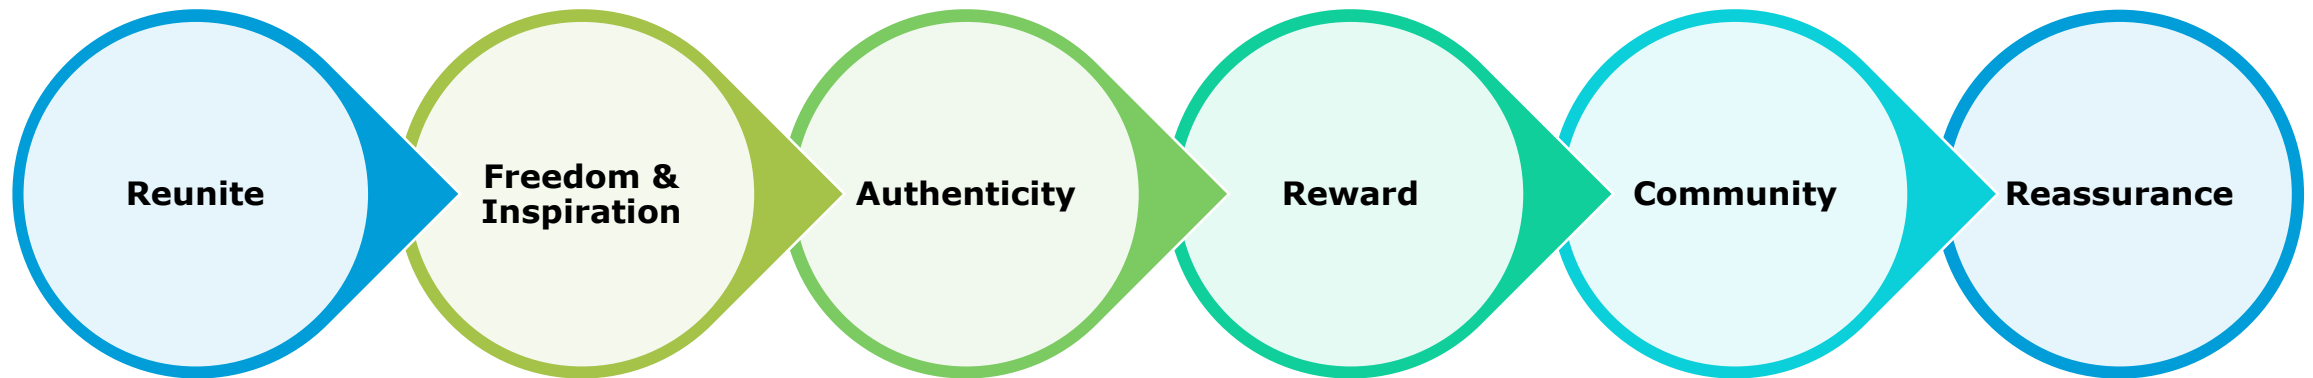 Reunite
Freedom &
Inspiration
Authenticity
Reward
Community
Reassurance